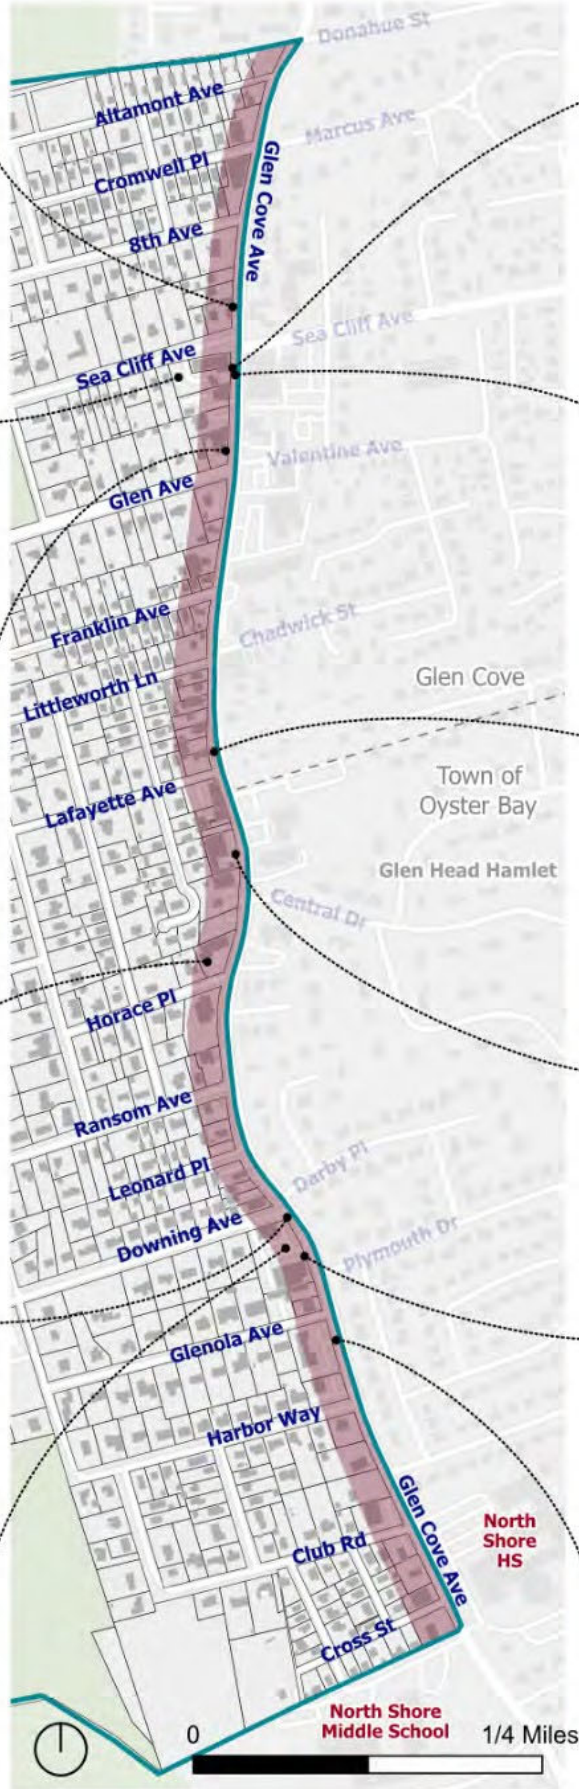 Donahue St
Altamont Ave
Marcus Ave
Cromwell Pl
Glen Cove Ave
8th Ave
Sea Cliff Ave
Sea Cliff Ave
Valentine Ave
Glen Ave
Franklin Ave
Chadwick St
Littleworth Ln
Glen Cove
Lafayette Ave
Town of
Oyster Bay
Glen Head Hamlet
Central Dr
Horace Pl
Ransom Ave
Leonard Pl
Darby Pl
Downing Ave
Plymouth Dr
Glenola Ave
Harbor Way
Glen Cove Ave
North
Shore
HS
Club Rd
Cross St
North Shore
Middle School
0
1/4 Miles